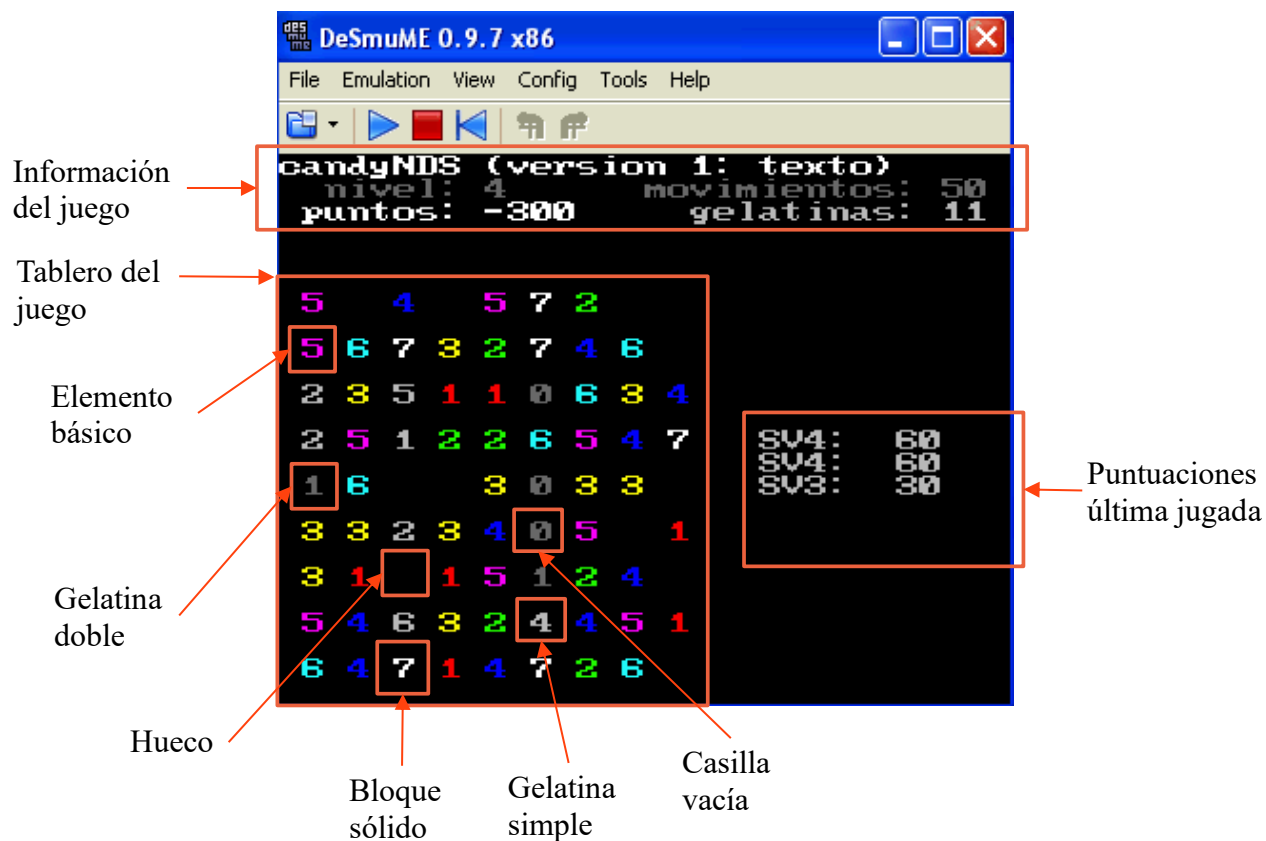 DeSmuME 0.9.7 x86
File Emulation View Config Tools Help
Información
del juego
candyNDS (version 1: texto)
nivel: 4 movimientos: 50
puntos: -300 gelatinas: 11
Tablero del
juego
5 4 5 7 2
5 6 7 3 2 7 4 6
2 3 5 1 1 0 6 3 4
2 5 1 2 2 6 5 4 7
1 6 3 0 3 3
3 3 2 3 4 0 5 1
3 1 1 5 1 2 4
5 4 6 3 2 4 4 5 1
6 4 7 1 4 7 2 6
Elemento
básico
SV4: 60
SV4: 60
SV3: 30
Puntuaciones
última jugada
Gelatina
doble
Hueco
Bloque
sólido
Gelatina
simple
Casilla
vacía